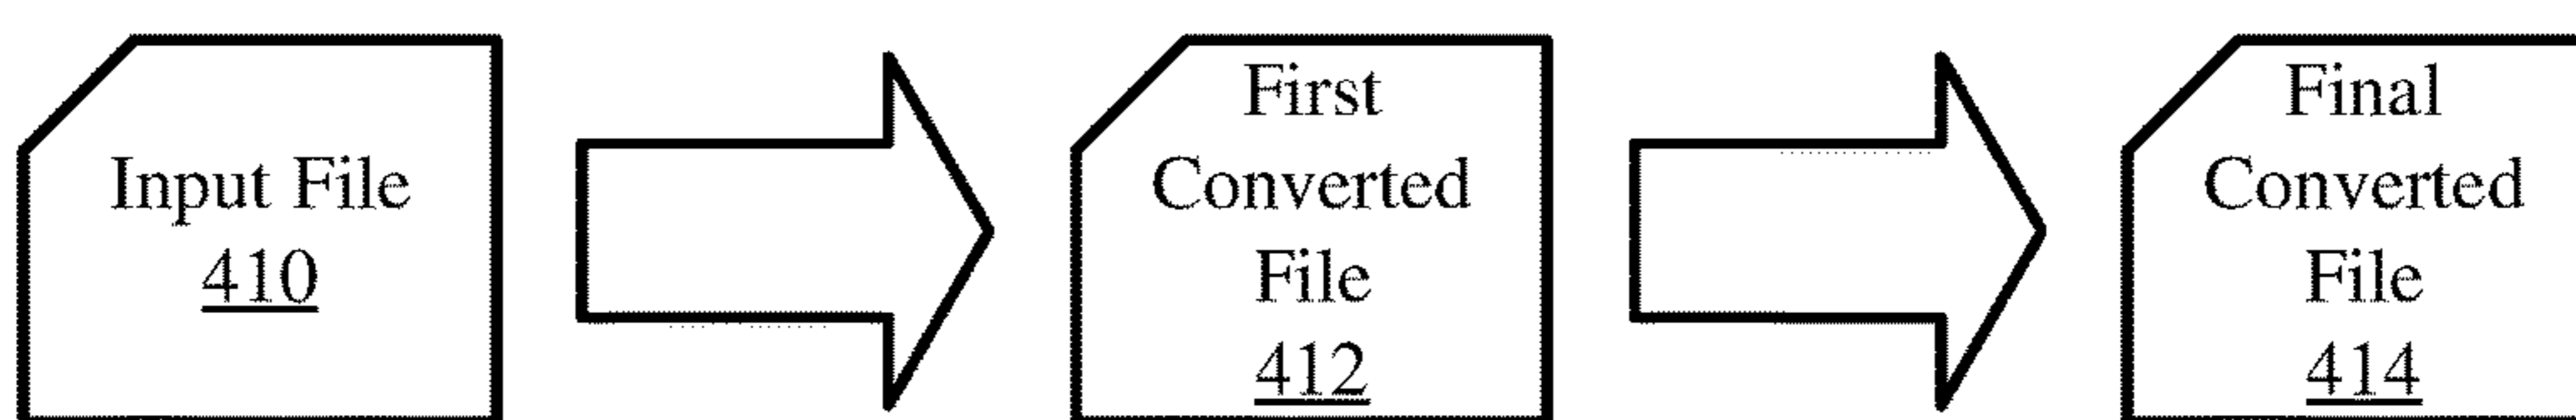 Input File
410
First
Converted
File
412
Final
Converted
File
414